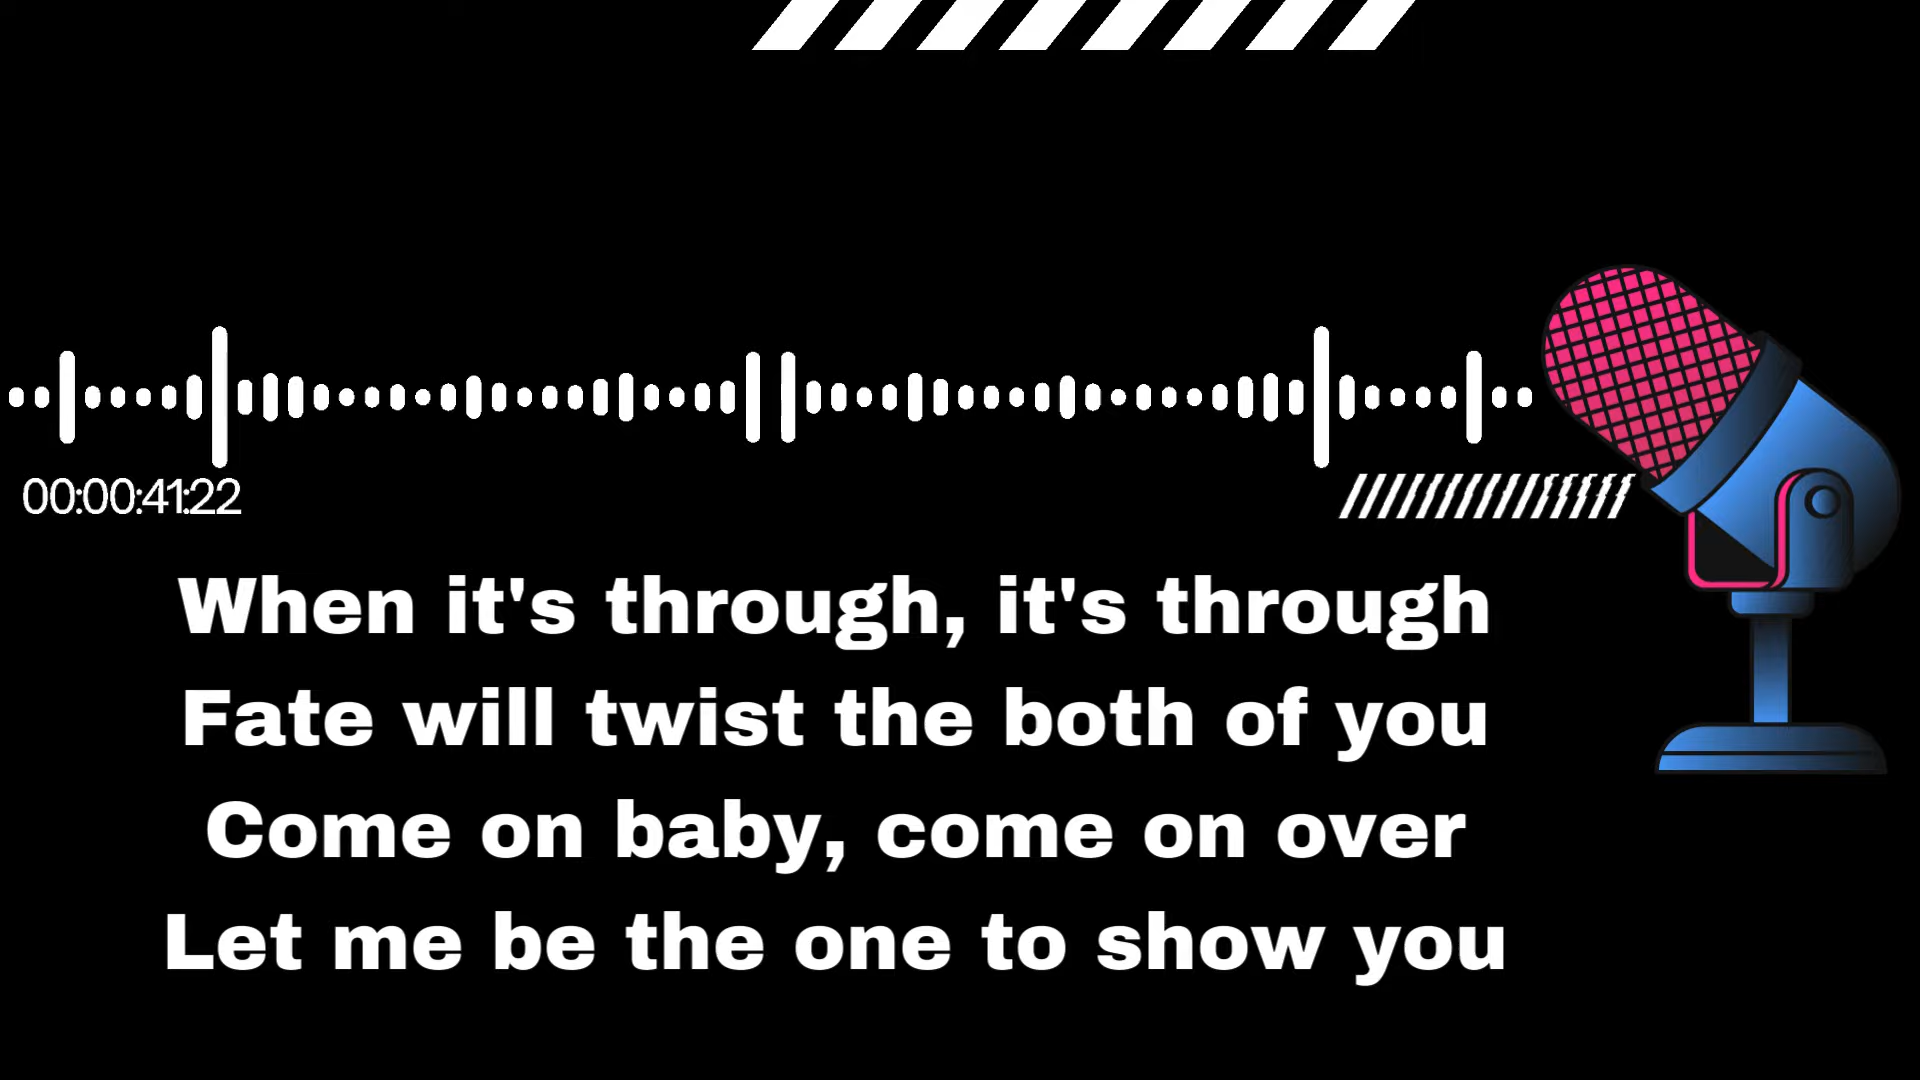 00:00:41:22
When it's through, it's through
Fate will twist the both of you
Come on baby, come on over
Let me be the one to show you